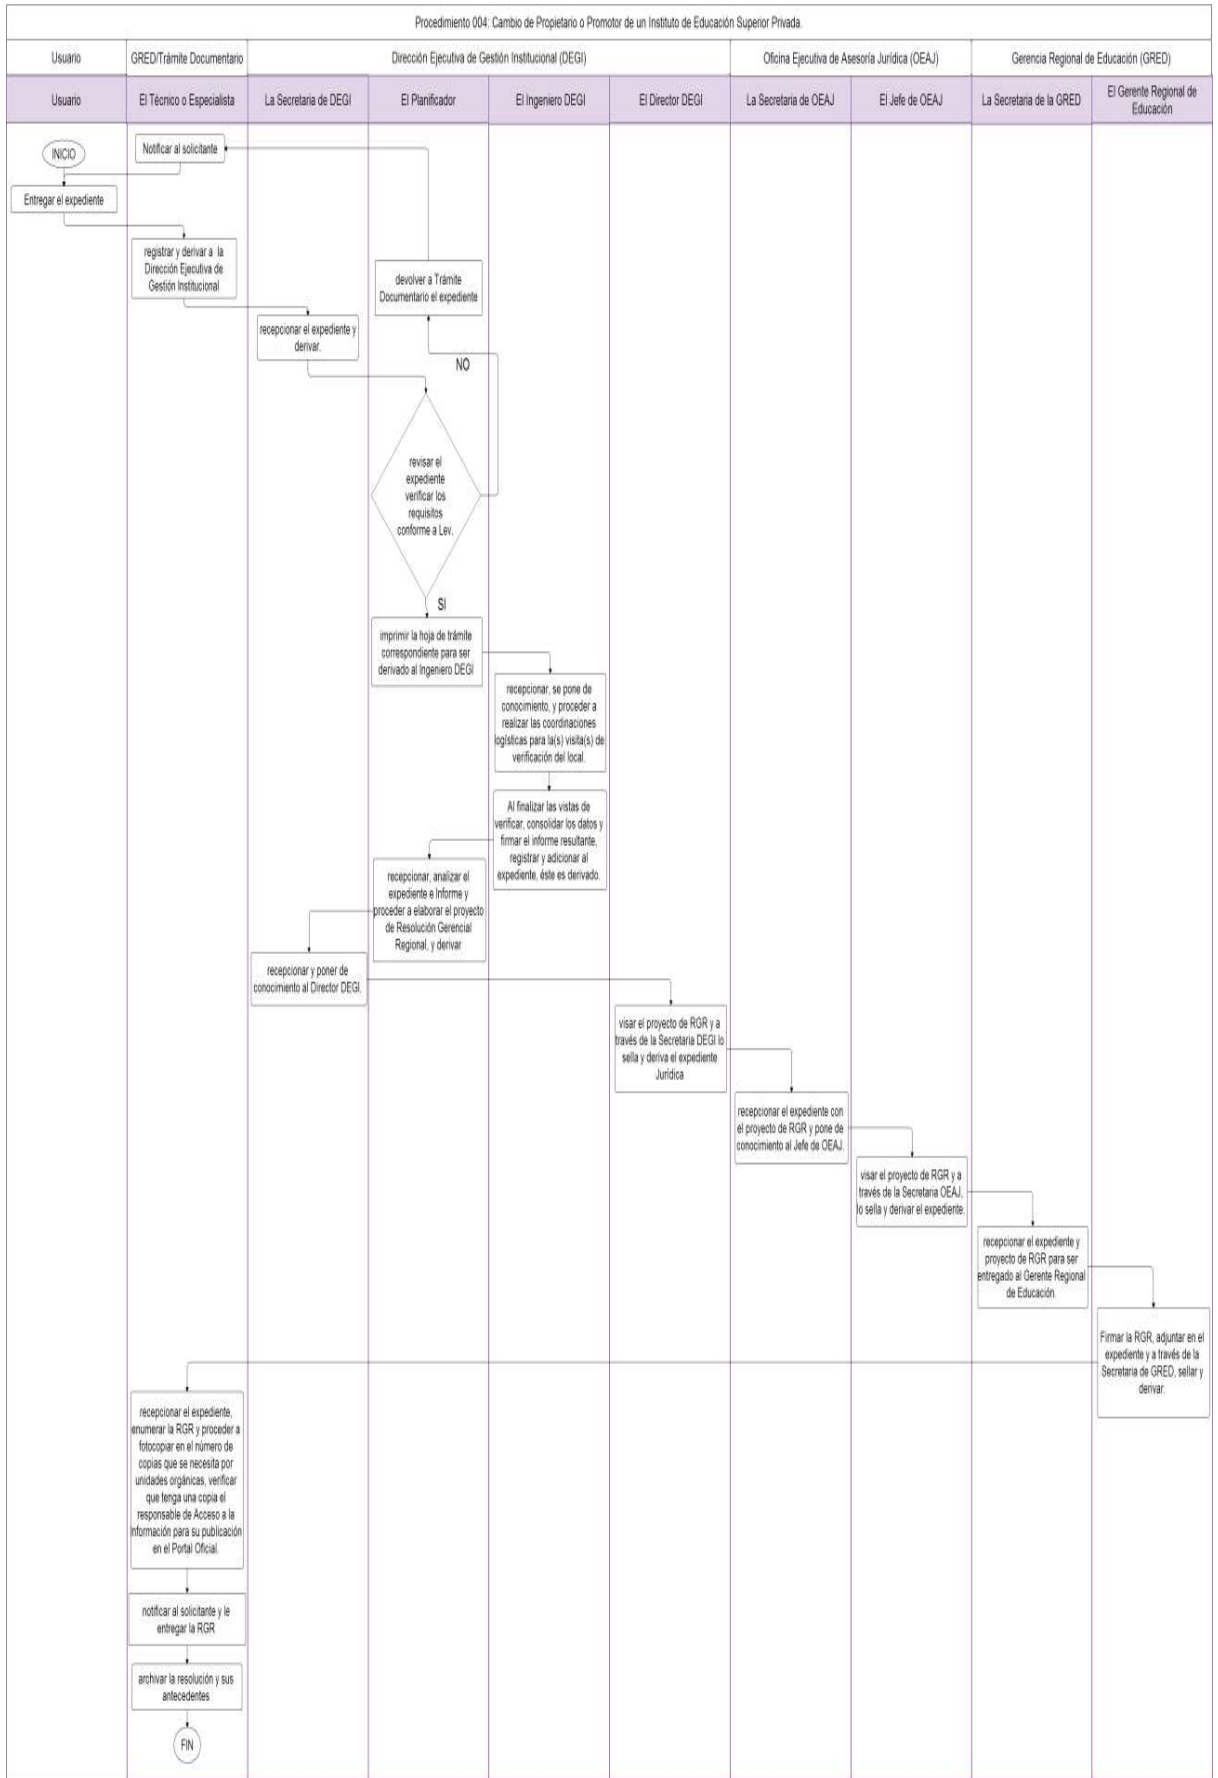 Procedimiento 004: Cambio de Propietario o Promotor de un Instituto de Educación Superior Privada.
Usuario
GRED/Trámite Documentario
Dirección Ejecutiva de Gestión Institucional (DEGI)
Oficina Ejecutiva de Asesoría Jurídica (OEAJ)
Gerencia Regional de Educación (GRED)
Usuario
El Técnico o Especialista
La Secretaria de DEGI
El Planificador
El Ingeniero DEGI
El Director DEGI
La Secretaria de OEAJ
El Jefe de OEAJ
La Secretaria de la GRED
El Gerente Regional de
Educación
INICIO
Notificar al solicitante
Entregar el expediente
registrar y derivar a la
Dirección Ejecutiva de
Gestión Institucional
devolver a Trámite
Documentario el expediente
recepcionar el expediente y
derivar.
NO
revisar el
expediente
verificar los
requisitos
conforme a Lev.
SI
imprimir la hoja de trámite
correspondiente para ser
derivado al Ingeniero DEGI
recepcionar, se pone de
conocimiento, y proceder a
realizar las coordinaciones
logísticas para la(s) visita(s) de
verificación del local.
Al finalizar las vistas de
verificar, consolidar los datos y
firmar el informe resultante,
registrar y adicionar al
expediente, éste es derivado.
recepcionar, analizar el
expediente e Informe y
proceder a elaborar el proyecto
de Resolución Gerencial
Regional, y derivar
recepcionar y poner de
conocimiento al Director DEGI.
visar el proyecto de RGR y a
través de la Secretaria DEGI lo
sella y deriva el expediente
Jurídica
recepcionar el expediente con
el proyecto de RGR y pone de
conocimiento al Jefe de OEAJ.
visar el proyecto de RGR y a
través de la Secretaria OEAJ,
lo sella y derivar el expediente.
recepcionar el expediente y
proyecto de RGR para ser
entregado al Gerente Regional
de Educación.
Firmar la RGR, adjuntar en el
expediente y a través de la
Secretaria de GRED, sellar y
derivar.
recepcionar el expediente,
enumerar la RGR y proceder a
fotocopiar en el número de
copias que se necesita por
unidades orgánicas, verificar
que tenga una copia el
responsable de Acceso a la
Información para su publicación
en el Portal Oficial.
notificar al solicitante y le
entregar la RGR
archivar la resolución y sus
antecedentes
FIN